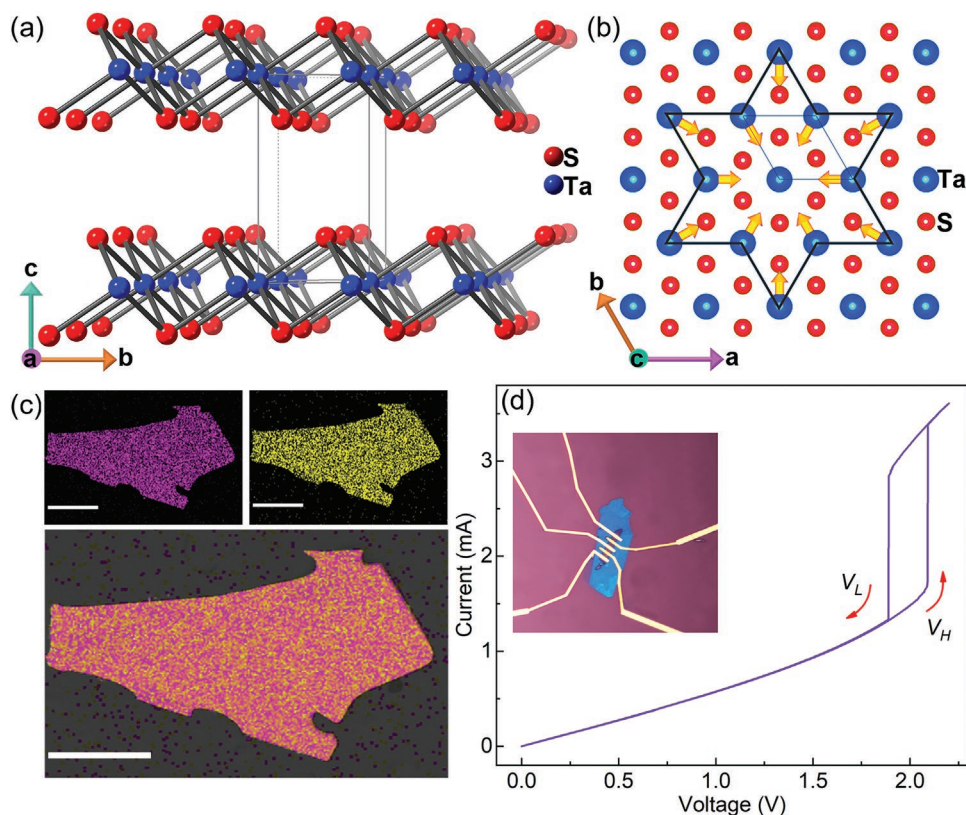 (a)
S
Ta
c
a
b
(b)
Ta
S
b
c
a
(c)
(d)
Current (mA)
3
2
1
0
V_L
V_H
0.0
0.5
1.0
1.5
2.0
Voltage (V)